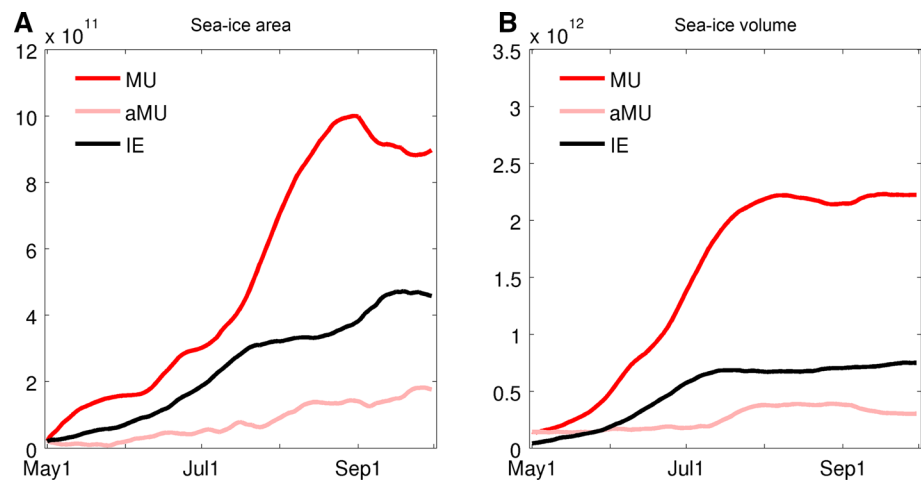 A
Sea-ice area
x 10^11
12
10
8
6
4
2
0
MU
aMU
IE
May1
Jul1
Sep1
B
Sea-ice volume
x 10^12
3.5
3
2.5
2
1.5
1
0.5
0
MU
aMU
IE
May1
Jul1
Sep1